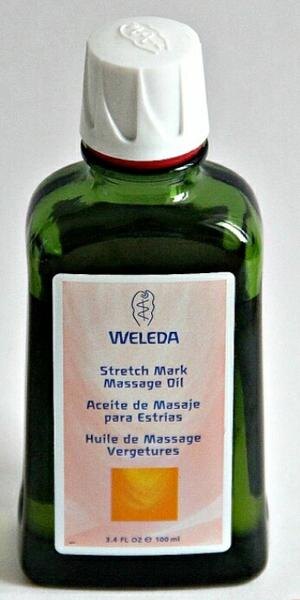 WELEDA
Stretch Mark
Massage Oil
Aceite de Masaje
para Estrias
Huile de Massage
Vergetures
3.4 FL OZ ℮ 100 ml